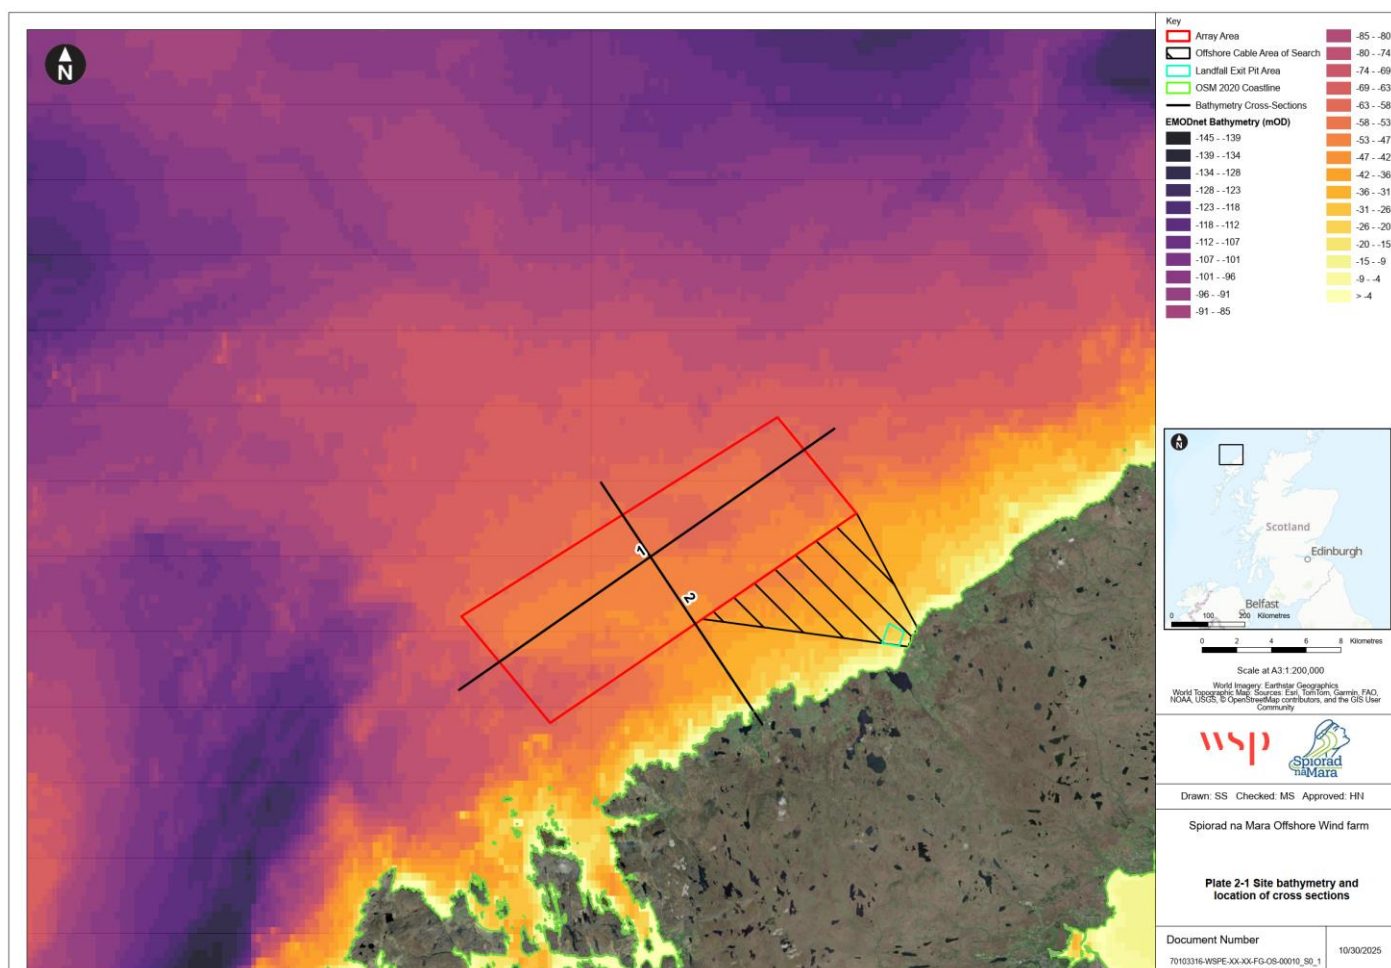 N
1
2
Key
Array Area
Offshore Cable Area of Search
Landfall Exit Pit Area
OSM 2020 Coastline
Bathymetry Cross-Sections
EMODnet Bathymetry (mOD)
-145 - -139
-139 - -134
-134 - -128
-128 - -123
-123 - -118
-118 - -112
-112 - -107
-107 - -101
-101 - -96
-96 - -91
-91 - -85
-85 - -80
-80 - -74
-74 - -69
-69 - -63
-63 - -58
-58 - -53
-53 - -47
-47 - -42
-42 - -36
-36 - -31
-31 - -26
-26 - -20
-20 - -15
-15 - -9
-9 - -4
> -4
N
Scotland
Edinburgh
Belfast
0 100 200 Kilometres
0 2 4 6 8 Kilometres
Scale at A3:1:200,000
World Imagery: Earthstar Geographics
World Topographic Map: Sources: Esri, TomTom, Garmin, FAO,
NOAA, USGS, © OpenStreetMap contributors, and the GIS User
Community
wsp
Spiorad
na Mara
Drawn: SS Checked: MS Approved: HN
Spiorad na Mara Offshore Wind farm
Plate 2-1 Site bathymetry and
location of cross sections
Document Number
70103316-WSPE-XX-XX-FG-OS-00010_S0_1
10/30/2025